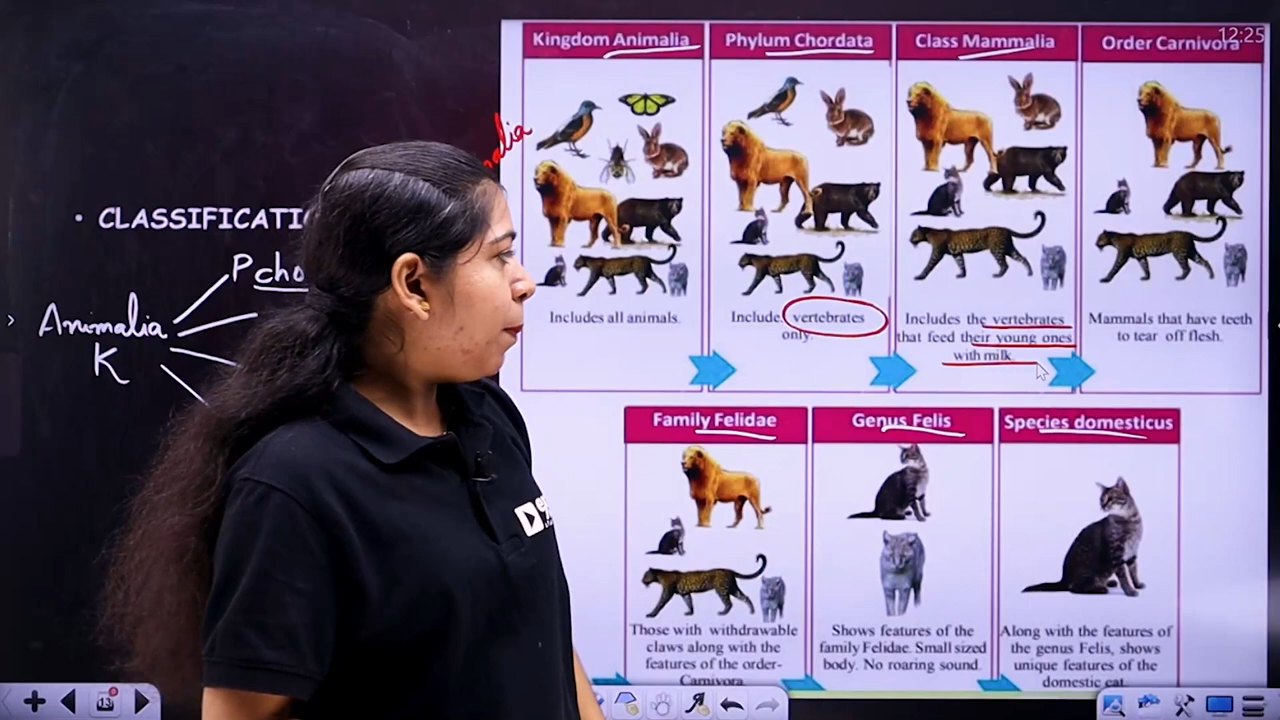 12:25
Kingdom Animalia
Phylum Chordata
Class Mammalia
Order Carnivora
alia
• CLASSIFICATI
P cho
Animalia
K
Includes all animals.
Include vertebrates
only.
Includes the vertebrates
that feed their young ones
with milk.
Mammals that have teeth
to tear off flesh.
Family Felidae
Genus Felis
Species domesticus
Those with withdrawable
claws along with the
features of the order-
Carnivora
Shows features of the
family Felidae. Small sized
body. No roaring sound.
Along with the features of
the genus Felis, shows
unique features of the
domestic cat
13